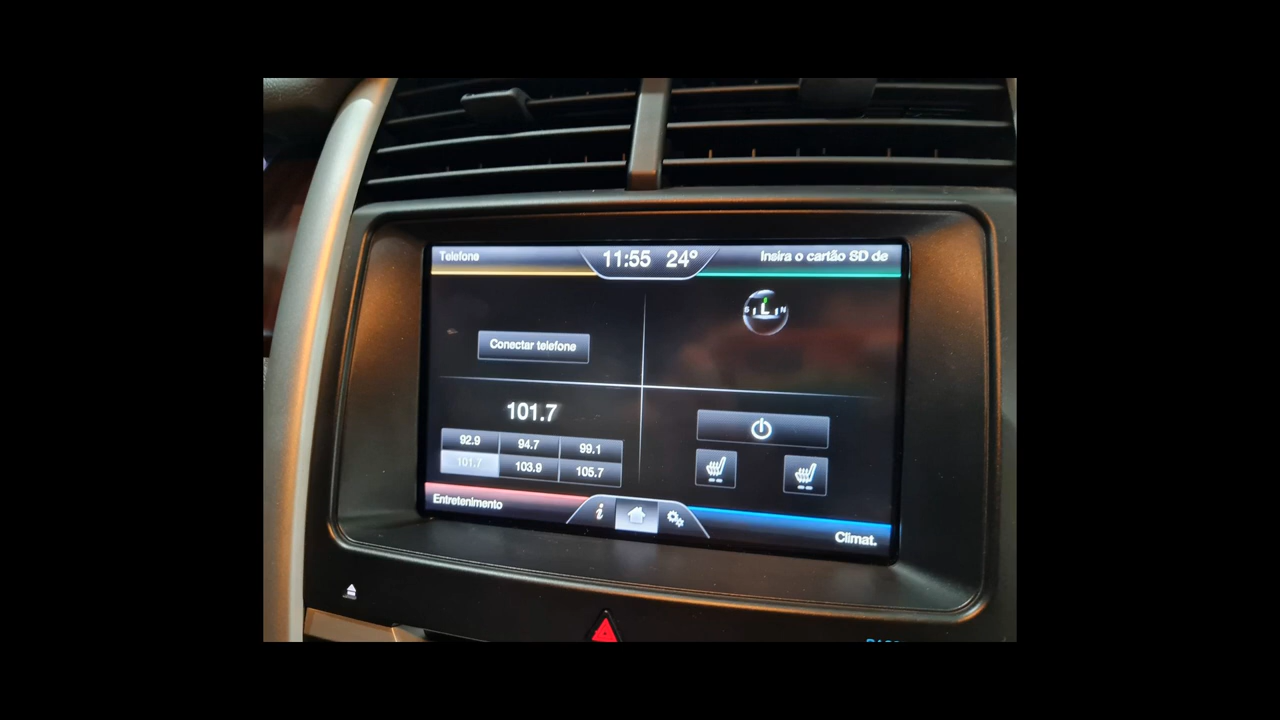 Telefone
11:55 24°
Insira o cartão SD de
L
Conectar telefone
101.7
92.9 94.7 99.1
101.7 103.9 105.7
Entretenimento
i
Climat.